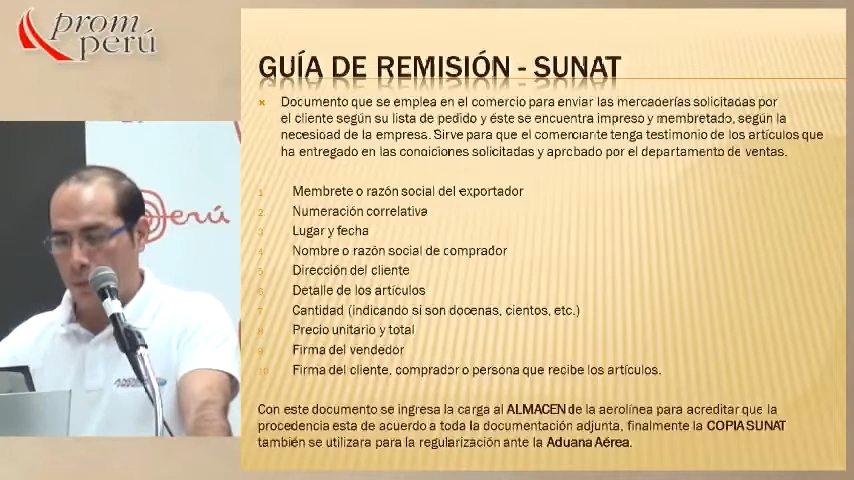 prom
perú
Perú
GUÍA DE REMISIÓN - SUNAT
Documento que se emplea en el comercio para enviar las mercaderías solicitadas por
el cliente según su lista de pedido y éste se encuentra impreso y membretado, según la
necesidad de la empresa. Sirve para que el comerciante tenga testimonio de los artículos que
ha entregado en las condiciones solicitadas y aprobado por el departamento de ventas.
1 Membrete o razón social del exportador
2 Numeración correlativa
3 Lugar y fecha
4 Nombre o razón social de comprador
5 Dirección del cliente
6 Detalle de los artículos
7 Cantidad (indicando si son docenas, cientos, etc.)
8 Precio unitario y total
9 Firma del vendedor
10 Firma del cliente, comprador o persona que recibe los artículos.
Con este documento se ingresa la carga al ALMACEN de la aerolínea para acreditar que la
procedencia esta de acuerdo a toda la documentación adjunta, finalmente la COPIA SUNAT
también se utilizara para la regularización ante la Aduana Aérea.